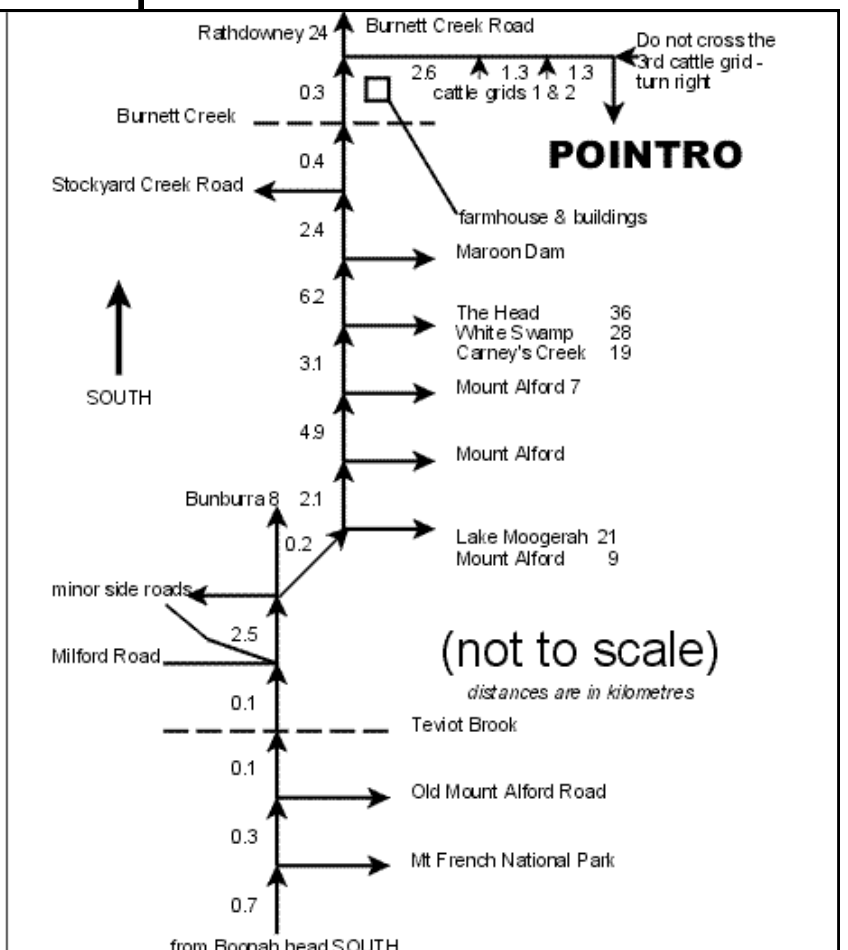 Rathdowney 24
Burnett Creek Road
Do not cross the
3rd cattle grid -
turn right
2.6
1.3
1.3
cattle grids 1 & 2
0.3
Burnett Creek
POINTRO
0.4
Stockyard Creek Road
farmhouse & buildings
2.4
Maroon Dam
6.2
The Head 36
White Swamp 28
Carney's Creek 19
3.1
SOUTH
Mount Alford 7
4.9
Mount Alford
Bunburra 8
2.1
0.2
Lake Moogerah 21
Mount Alford 9
minor side roads
2.5
Milford Road
(not to scale)
distances are in kilometres
0.1
Teviot Brook
0.1
Old Mount Alford Road
0.3
Mt French National Park
0.7
from Boonah head SOUTH